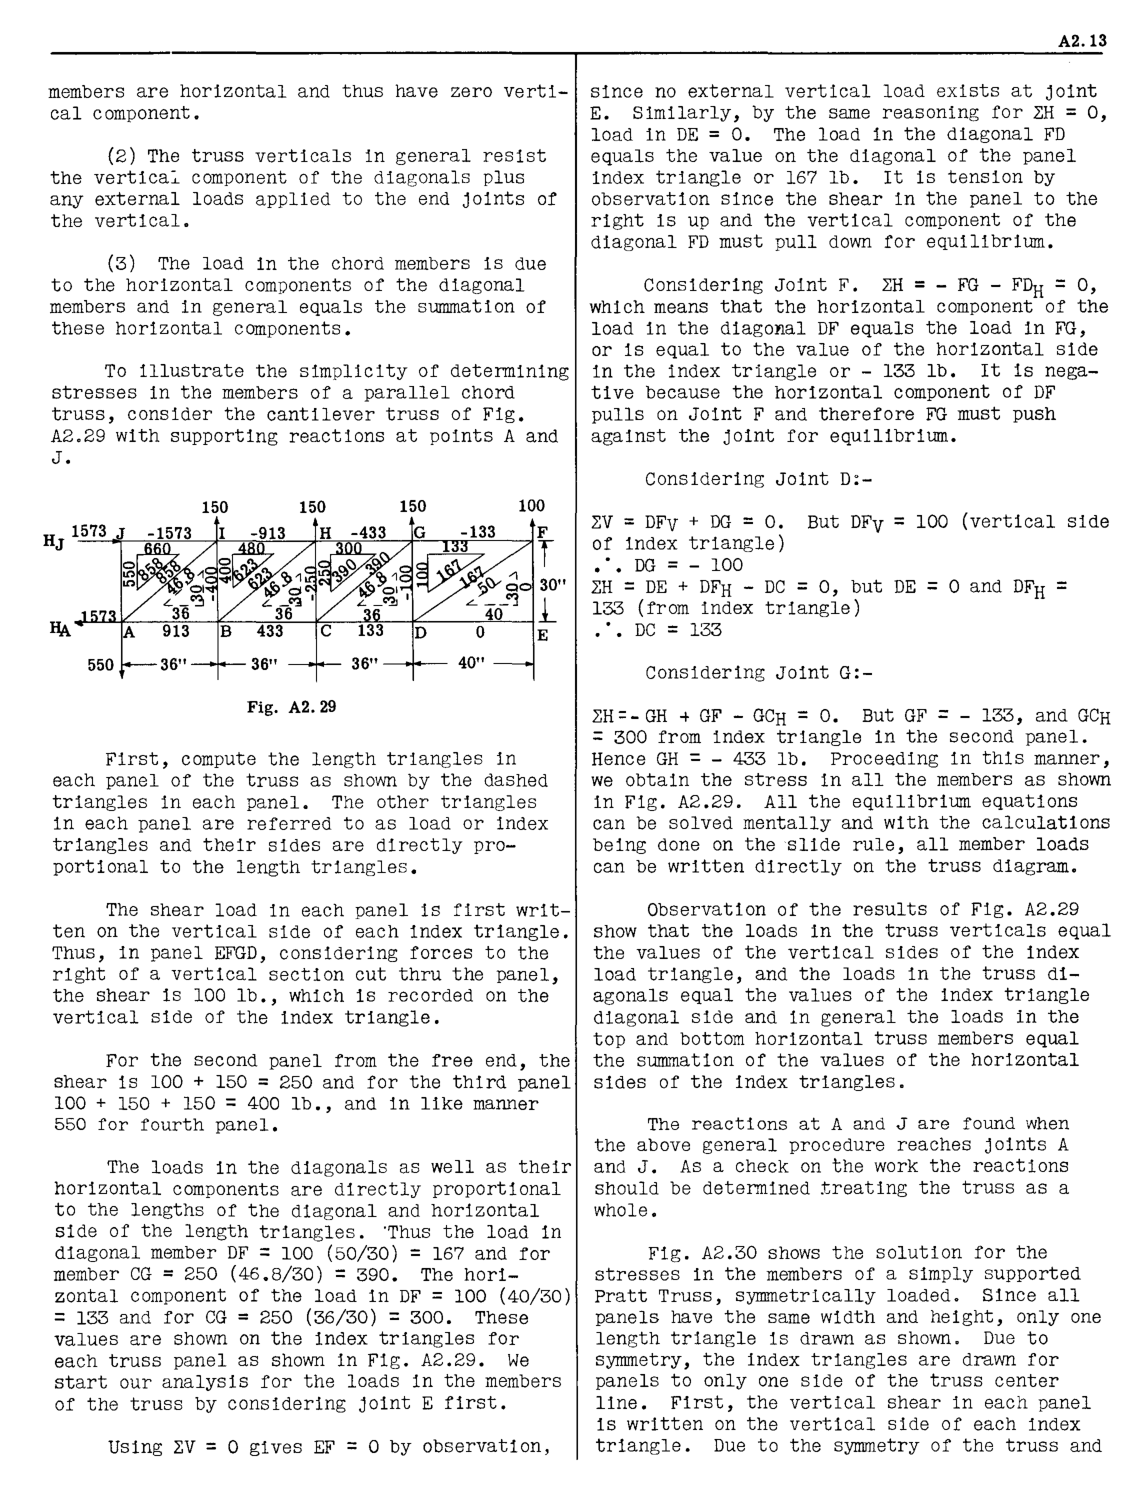 A2.13
members are horizontal and thus have zero verti-
cal component.
(2) The truss verticals in general resist
the vertical component of the diagonals plus
any external loads applied to the end joints of
the vertical.
(3) The load in the chord members is due
to the horizontal components of the diagonal
members and in general equals the summation of
these horizontal components.
To illustrate the simplicity of determining
stresses in the members of a parallel chord
truss, consider the cantilever truss of Fig.
A2.29 with supporting reactions at points A and
J.
150 150 150 100
HJ 1573 J -1573 I -913 H -433 G -133 F
660 480 300 133
550 858 858 46.8 30 -400 400 623 623 46.8 30 -250 250 390 390 46.8 30 -100 100 167 167 50 30 0 30"
36 36 36 40
HA 1573 A 913 B 433 C 133 D 0 E
550 36" 36" 36" 40"
Fig. A2.29
First, compute the length triangles in
each panel of the truss as shown by the dashed
triangles in each panel. The other triangles
in each panel are referred to as load or index
triangles and their sides are directly pro-
portional to the length triangles.
The shear load in each panel is first writ-
ten on the vertical side of each index triangle.
Thus, in panel EFGD, considering forces to the
right of a vertical section cut thru the panel,
the shear is 100 lb., which is recorded on the
vertical side of the index triangle.
For the second panel from the free end, the
shear is 100 + 150 = 250 and for the third panel
100 + 150 + 150 = 400 lb., and in like manner
550 for fourth panel.
The loads in the diagonals as well as their
horizontal components are directly proportional
to the lengths of the diagonal and horizontal
side of the length triangles. Thus the load in
diagonal member DF = 100 (50/30) = 167 and for
member CG = 250 (46.8/30) = 390. The hori-
zontal component of the load in DF = 100 (40/30)
= 133 and for CG = 250 (36/30) = 300. These
values are shown on the index triangles for
each truss panel as shown in Fig. A2.29. We
start our analysis for the loads in the members
of the truss by considering joint E first.
Using ΣV = 0 gives EF = 0 by observation,
since no external vertical load exists at joint
E. Similarly, by the same reasoning for ΣH = 0,
load in DE = 0. The load in the diagonal FD
equals the value on the diagonal of the panel
index triangle or 167 lb. It is tension by
observation since the shear in the panel to the
right is up and the vertical component of the
diagonal FD must pull down for equilibrium.
Considering Joint F. ΣH = - FG - FDH = 0,
which means that the horizontal component of the
load in the diagonal DF equals the load in FG,
or is equal to the value of the horizontal side
in the index triangle or - 133 lb. It is nega-
tive because the horizontal component of DF
pulls on Joint F and therefore FG must push
against the joint for equilibrium.
Considering Joint D:-
ΣV = DFV + DG = 0. But DFV = 100 (vertical side
of index triangle)
∴ DG = - 100
ΣH = DE + DFH - DC = 0, but DE = 0 and DFH =
133 (from index triangle)
∴ DC = 133
Considering Joint G:-
ΣH=- GH + GF - GCH = 0. But GF = - 133, and GCH
= 300 from index triangle in the second panel.
Hence GH = - 433 lb. Proceeding in this manner,
we obtain the stress in all the members as shown
in Fig. A2.29. All the equilibrium equations
can be solved mentally and with the calculations
being done on the slide rule, all member loads
can be written directly on the truss diagram.
Observation of the results of Fig. A2.29
show that the loads in the truss verticals equal
the values of the vertical sides of the index
load triangle, and the loads in the truss di-
agonals equal the values of the index triangle
diagonal side and in general the loads in the
top and bottom horizontal truss members equal
the summation of the values of the horizontal
sides of the index triangles.
The reactions at A and J are found when
the above general procedure reaches joints A
and J. As a check on the work the reactions
should be determined treating the truss as a
whole.
Fig. A2.30 shows the solution for the
stresses in the members of a simply supported
Pratt Truss, symmetrically loaded. Since all
panels have the same width and height, only one
length triangle is drawn as shown. Due to
symmetry, the index triangles are drawn for
panels to only one side of the truss center
line. First, the vertical shear in each panel
is written on the vertical side of each index
triangle. Due to the symmetry of the truss and